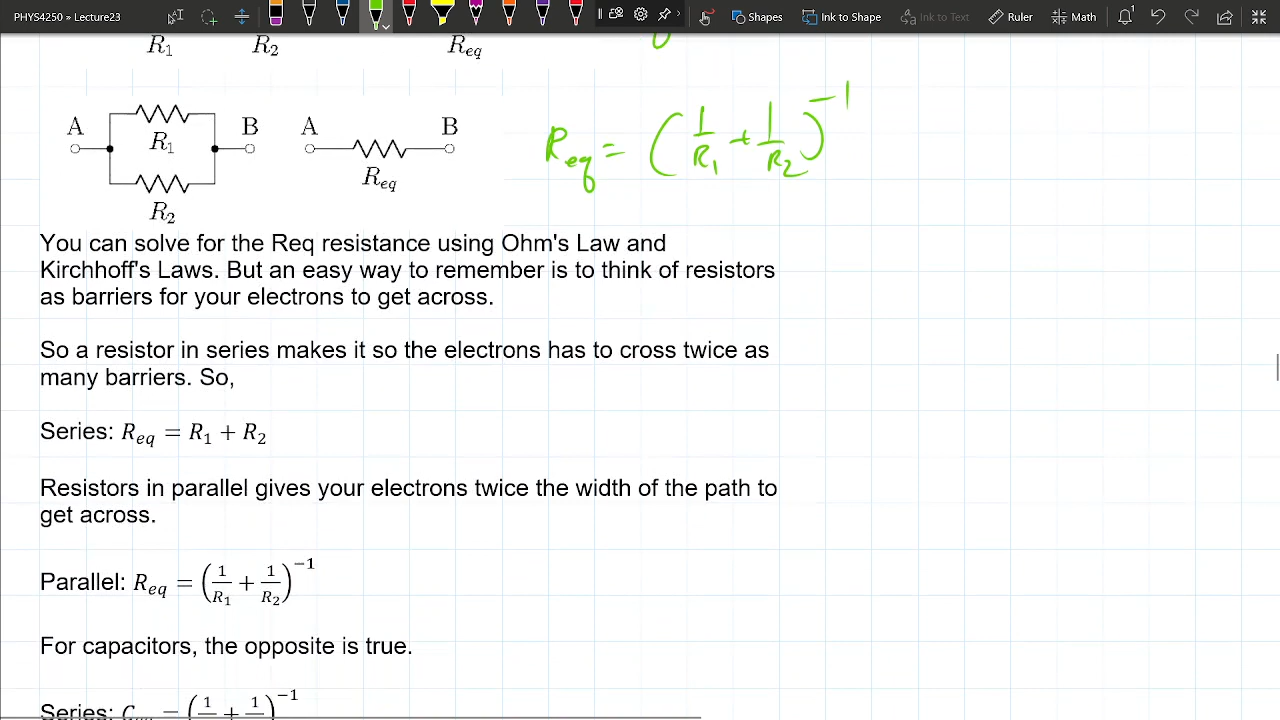 PHYS4250 » Lecture23
Shapes
Ink to Shape
Ink to Text
Ruler
Math
R1 R2 Req
A R1 B A B
Req
R2
Req = (1/R1 + 1/R2)^-1
You can solve for the Req resistance using Ohm's Law and
Kirchhoff's Laws. But an easy way to remember is to think of resistors
as barriers for your electrons to get across.
So a resistor in series makes it so the electrons has to cross twice as
many barriers. So,
Series: Req = R1 + R2
Resistors in parallel gives your electrons twice the width of the path to
get across.
Parallel: Req = (1/R1 + 1/R2)^-1
For capacitors, the opposite is true.
Series: